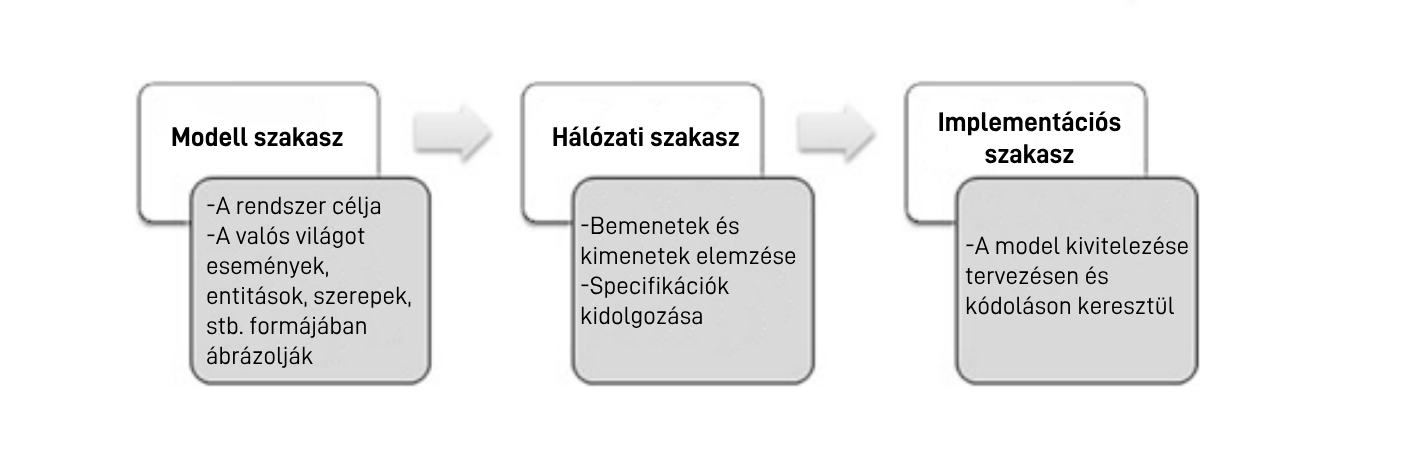 Modell szakasz
-A rendszer célja
-A valós világot
események,
entitások, szerepek,
stb. formájában
ábrázolják
Hálózati szakasz
-Bemenetek és
kimenetek elemzése
-Specifikációk
kidolgozása
Implementációs
szakasz
-A model kivitelezése
tervezésen és
kódoláson keresztül